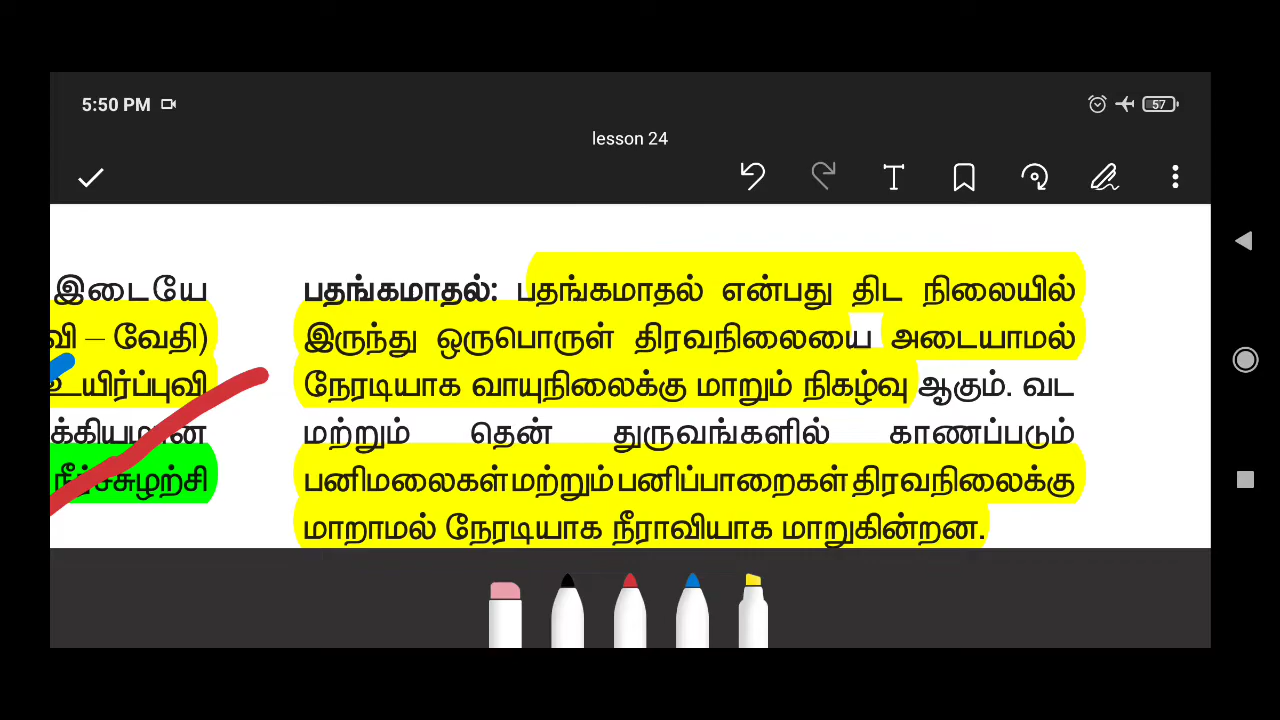 5:50 PM
57
lesson 24
இடையே
வி – வேதி)
உயிர்ப்புவி
க்கியமான
நீர்ச்சுழற்சி
பதங்கமாதல்: பதங்கமாதல் என்பது திட நிலையில்
இருந்து ஒருபொருள் திரவநிலையை அடையாமல்
நேரடியாக வாயுநிலைக்கு மாறும் நிகழ்வு ஆகும். வட
மற்றும் தென் துருவங்களில் காணப்படும்
பனிமலைகள் மற்றும் பனிப்பாறைகள் திரவநிலைக்கு
மாறாமல் நேரடியாக நீராவியாக மாறுகின்றன.